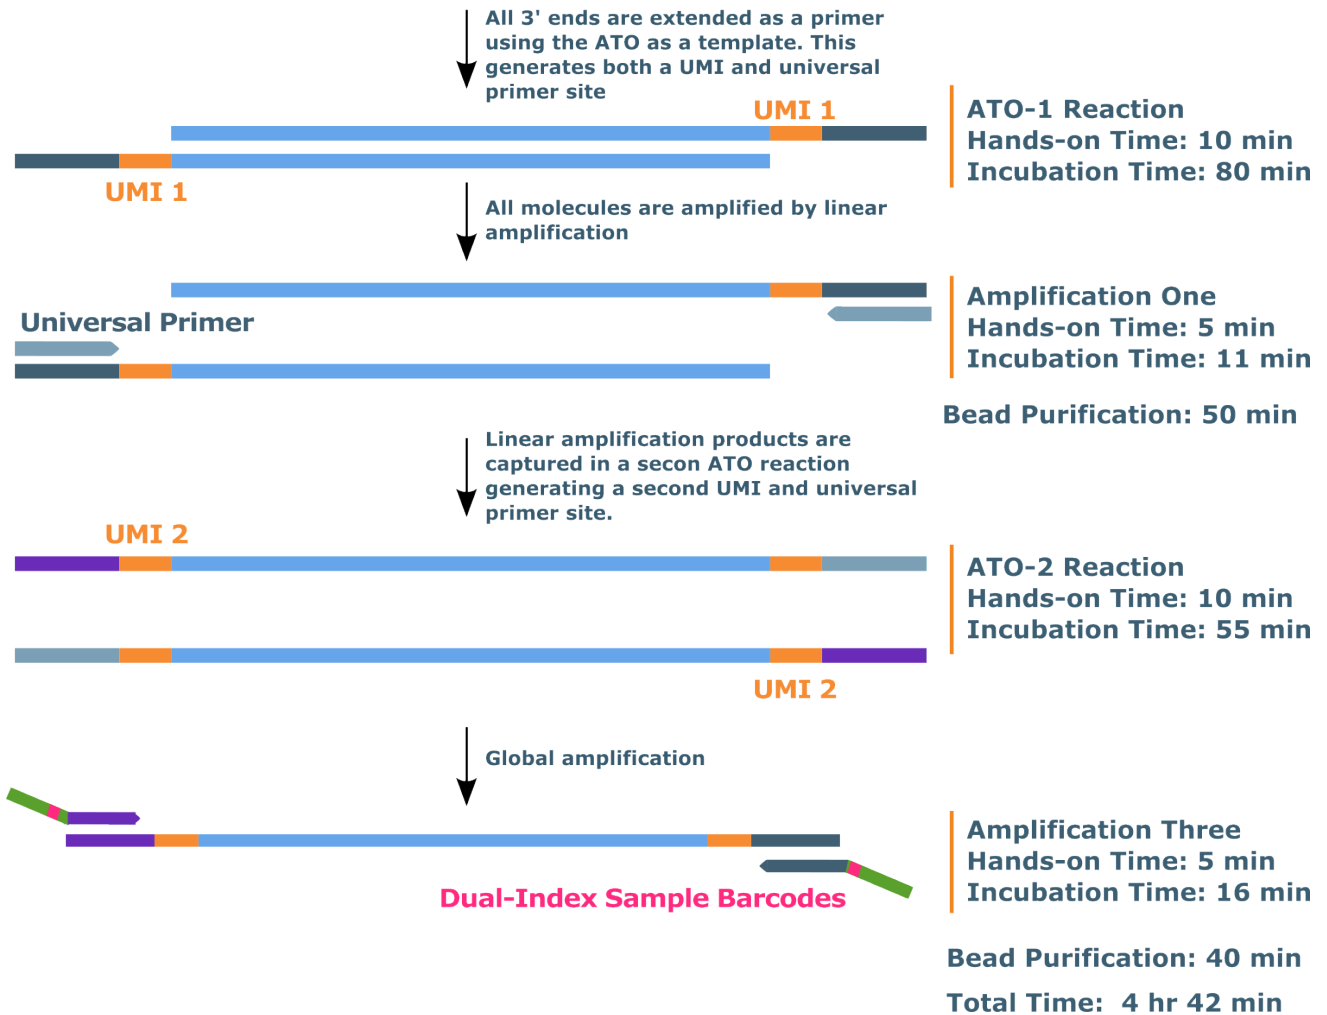 All 3' ends are extended as a primer
using the ATO as a template. This
generates both a UMI and universal
primer site
UMI 1
UMI 1
ATO-1 Reaction
Hands-on Time: 10 min
Incubation Time: 80 min
All molecules are amplified by linear
amplification
Universal Primer
Amplification One
Hands-on Time: 5 min
Incubation Time: 11 min
Bead Purification: 50 min
Linear amplification products are
captured in a secon ATO reaction
generating a second UMI and universal
primer site.
UMI 2
UMI 2
ATO-2 Reaction
Hands-on Time: 10 min
Incubation Time: 55 min
Global amplification
Dual-Index Sample Barcodes
Amplification Three
Hands-on Time: 5 min
Incubation Time: 16 min
Bead Purification: 40 min
Total Time:  4 hr 42 min